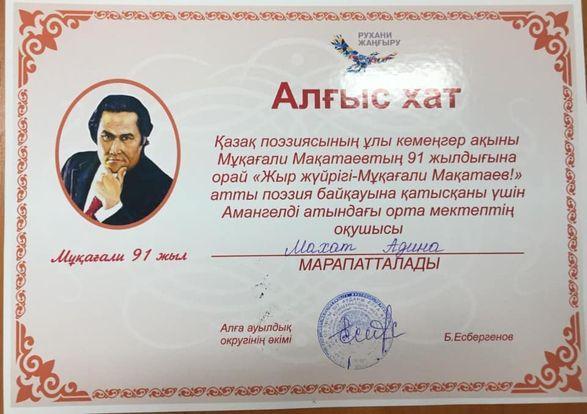 РУХАНИ
ЖАҢҒЫРУ
Алғыс хат
Қазақ поэзиясының ұлы кемеңгер ақыны
Мұқағали Мақатаевтың 91 жылдығына
орай «Жыр жүйрігі-Мұқағали Мақатаев!»
атты поэзия байқауына қатысқаны үшін
Амангелді атындағы орта мектептің
оқушысы
Махат Адина
Мұқағали 91 жыл
МАРАПАТТАЛАДЫ
Алға ауылдық
округінің әкімі
Б.Есбергенов